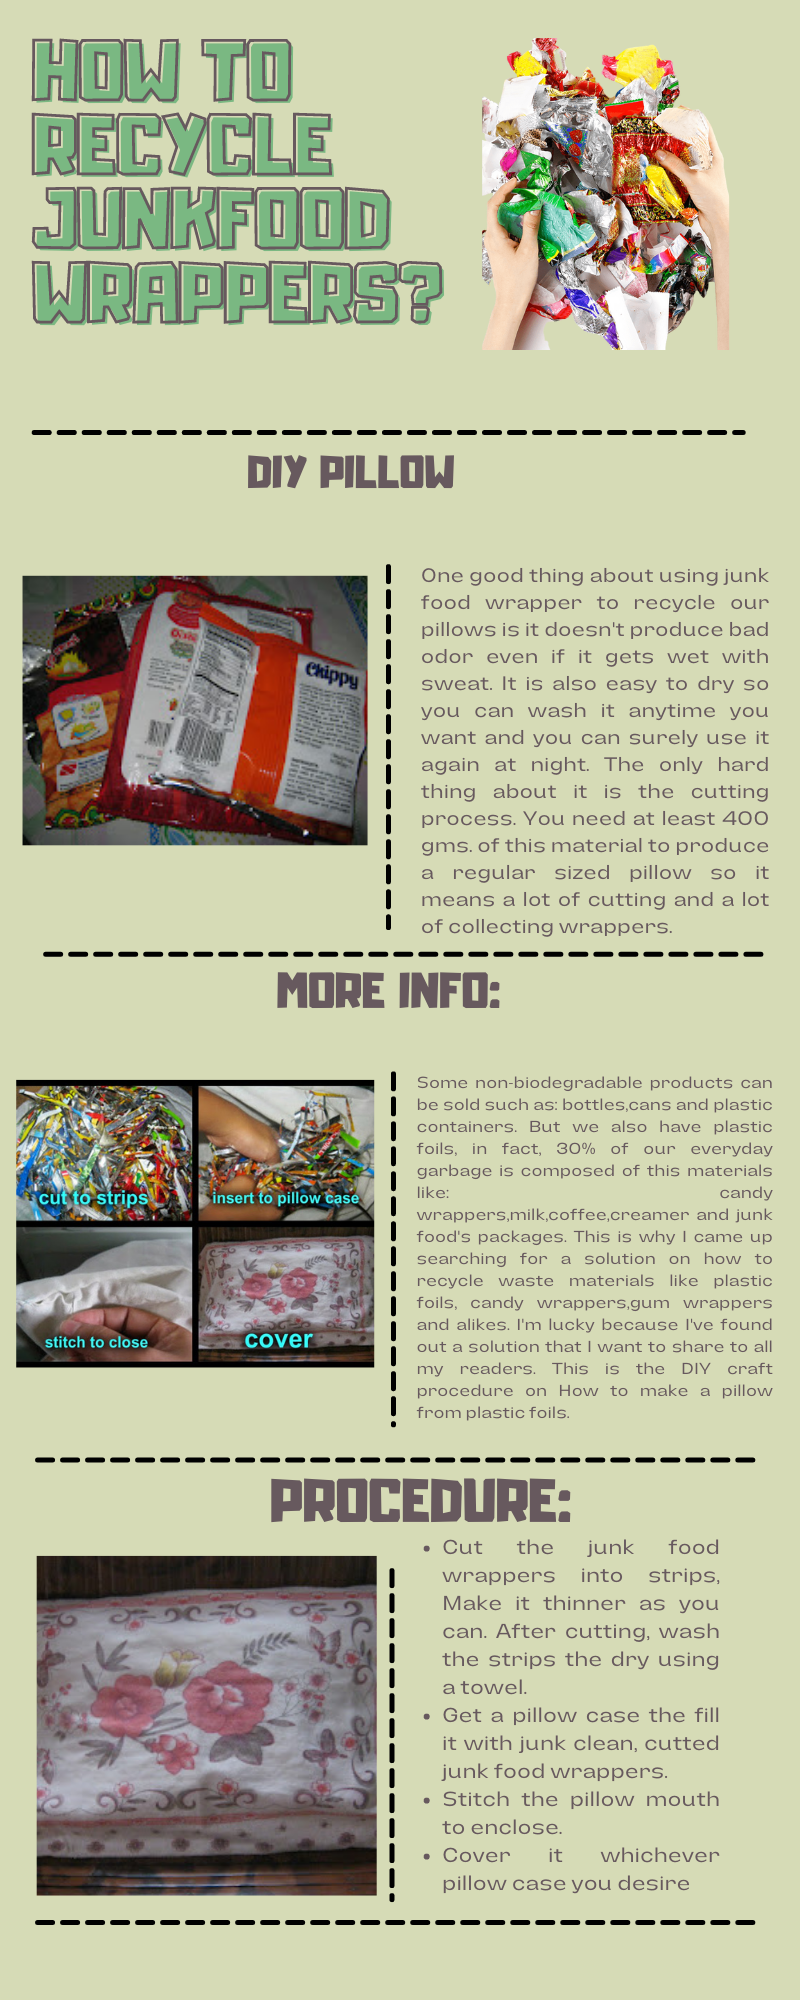 HOW TO
RECYCLE
JUNKFOOD
WRAPPERS?
DIY PILLOW
Chippy
One good thing about using junk
food wrapper to recycle our
pillows is it doesn't produce bad
odor even if it gets wet with
sweat. It is also easy to dry so
you can wash it anytime you
want and you can surely use it
again at night. The only hard
thing about it is the cutting
process. You need at least 400
gms. of this material to produce
a regular sized pillow so it
means a lot of cutting and a lot
of collecting wrappers.
MORE INFO:
cut to strips
insert to pillow case
stitch to close
cover
Some non-biodegradable products can
be sold such as: bottles,cans and plastic
containers. But we also have plastic
foils, in fact, 30% of our everyday
garbage is composed of this materials
like: candy
wrappers,milk,coffee,creamer and junk
food's packages. This is why I came up
searching for a solution on how to
recycle waste materials like plastic
foils, candy wrappers,gum wrappers
and alikes. I'm lucky because I've found
out a solution that I want to share to all
my readers. This is the DIY craft
procedure on How to make a pillow
from plastic foils.
PROCEDURE:
• Cut the junk food
wrappers into strips,
Make it thinner as you
can. After cutting, wash
the strips the dry using
a towel.
• Get a pillow case the fill
it with junk clean, cutted
junk food wrappers.
• Stitch the pillow mouth
to enclose.
• Cover it whichever
pillow case you desire